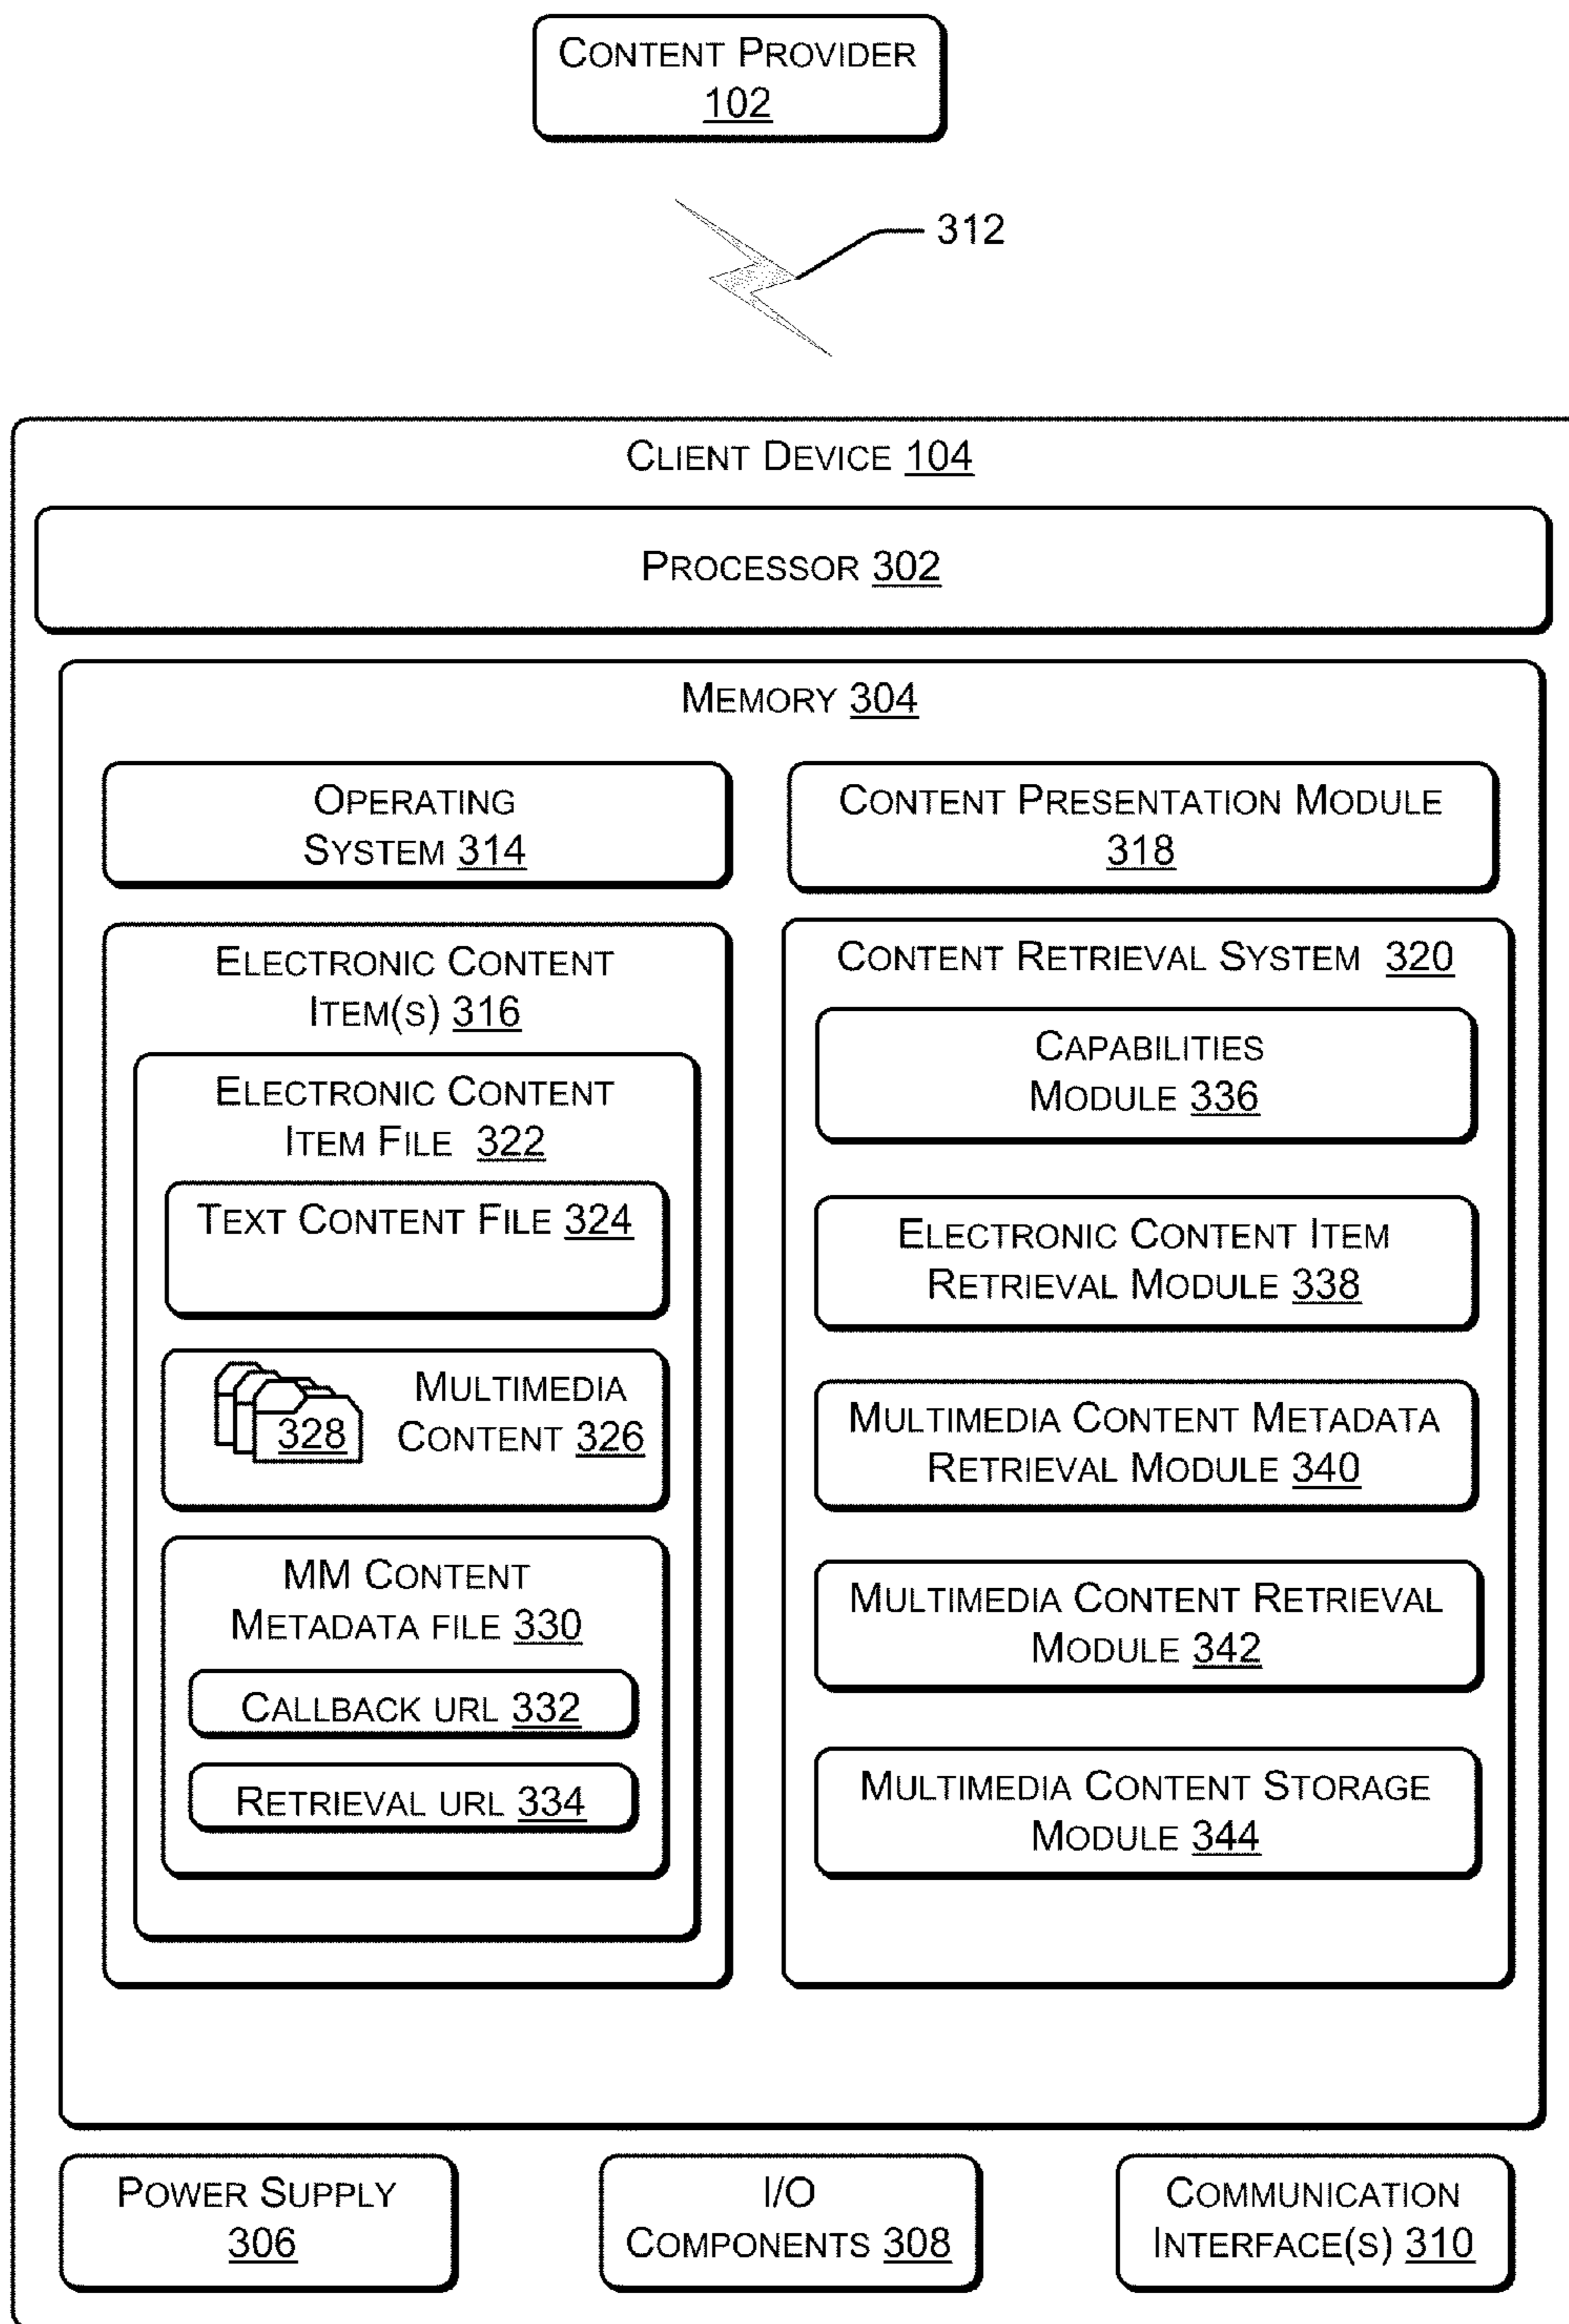 CONTENT PROVIDER
102
312
CLIENT DEVICE 104
PROCESSOR 302
MEMORY 304
OPERATING
SYSTEM 314
CONTENT PRESENTATION MODULE
318
ELECTRONIC CONTENT
ITEM(S) 316
ELECTRONIC CONTENT
ITEM FILE 322
TEXT CONTENT FILE 324
328
MULTIMEDIA
CONTENT 326
MM CONTENT
METADATA FILE 330
CALLBACK URL 332
RETRIEVAL URL 334
CONTENT RETRIEVAL SYSTEM 320
CAPABILITIES
MODULE 336
ELECTRONIC CONTENT ITEM
RETRIEVAL MODULE 338
MULTIMEDIA CONTENT METADATA
RETRIEVAL MODULE 340
MULTIMEDIA CONTENT RETRIEVAL
MODULE 342
MULTIMEDIA CONTENT STORAGE
MODULE 344
POWER SUPPLY
306
I/O
COMPONENTS 308
COMMUNICATION
INTERFACE(S) 310